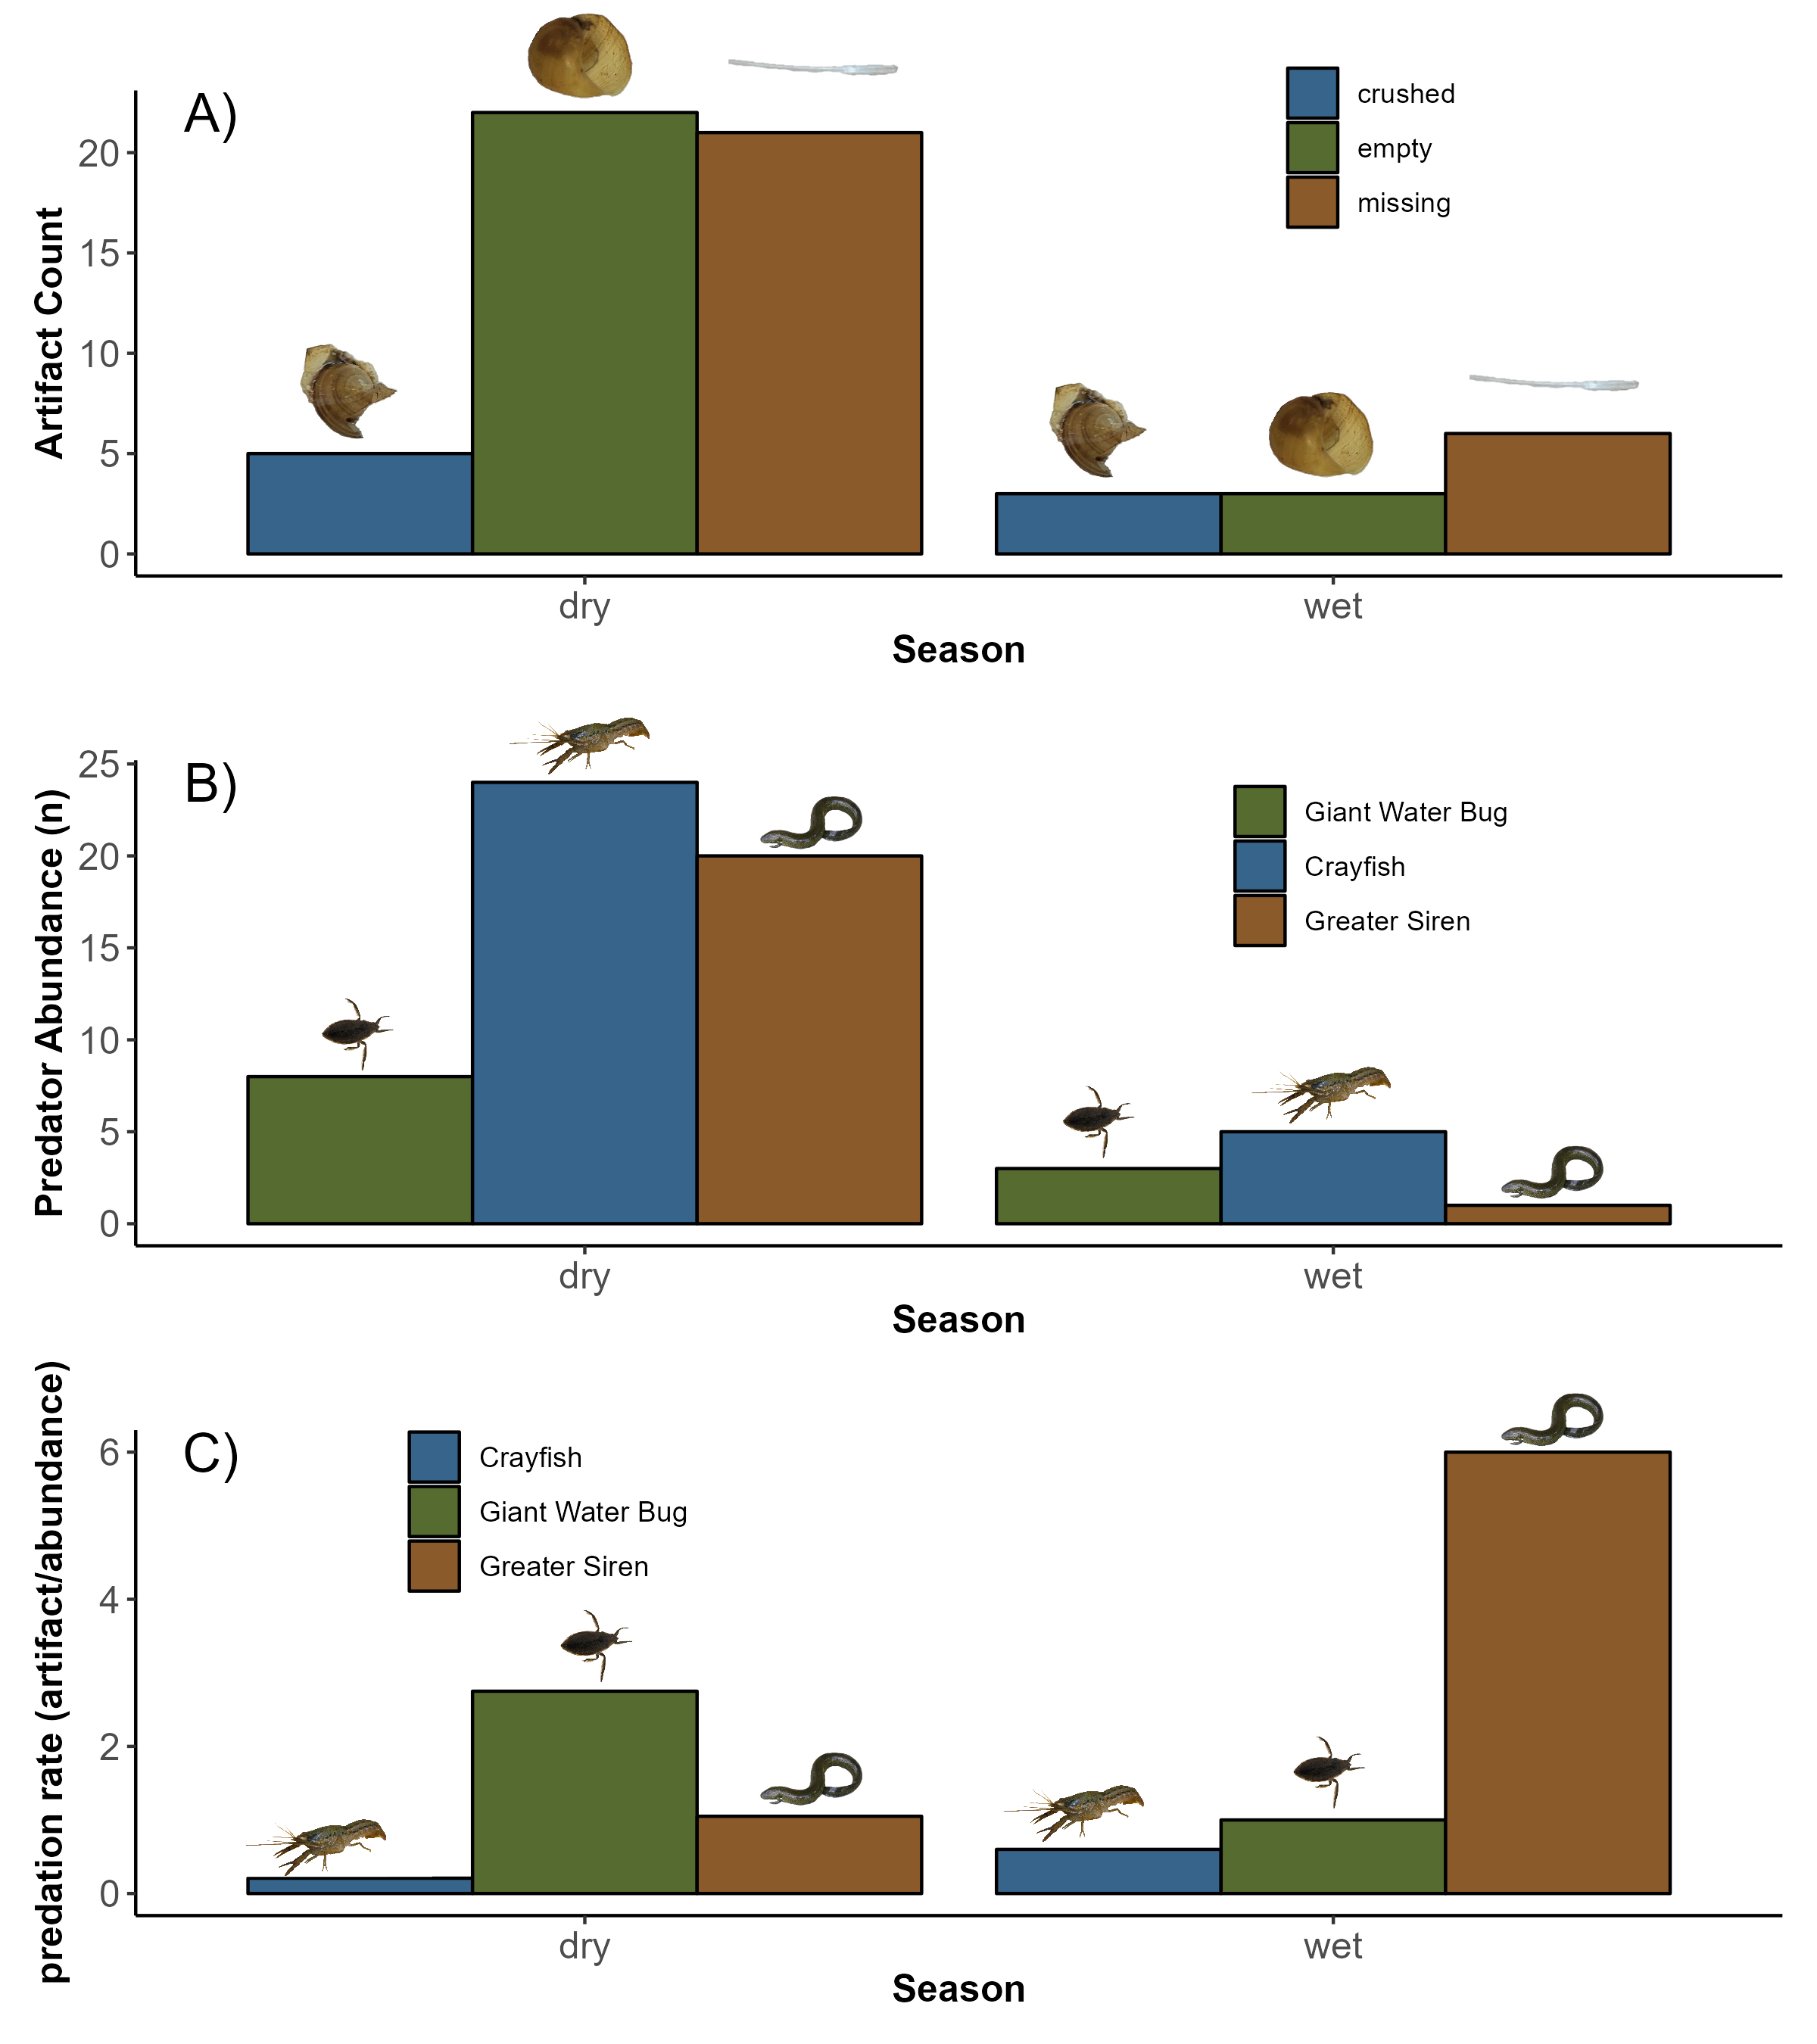 A)
crushed
empty
missing
Artifact Count
20
15
10
5
0
dry wet
Season
B)
Giant Water Bug
Crayfish
Greater Siren
Predator Abundance (n)
25
20
15
10
5
0
dry wet
Season
C)
Crayfish
Giant Water Bug
Greater Siren
predation rate (artifact/abundance)
6
4
2
0
dry wet
Season